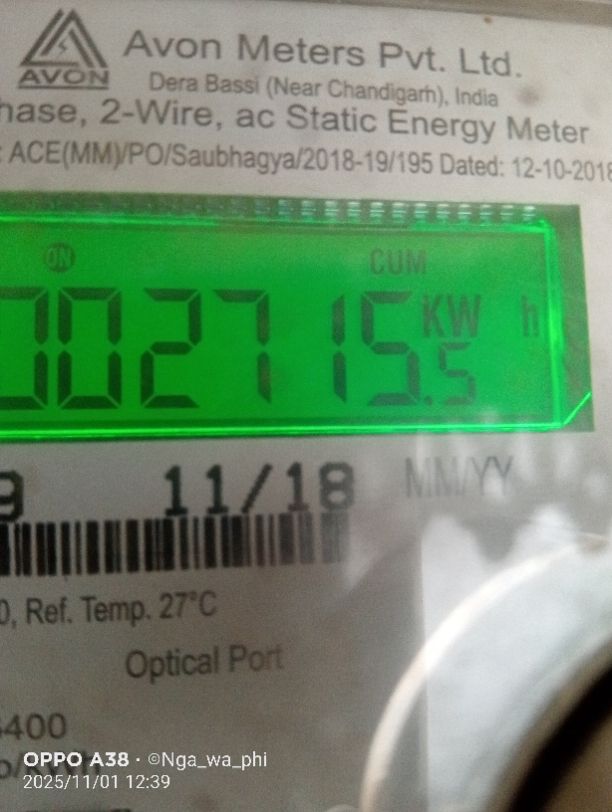 Avon Meters Pvt. Ltd.
AVON
Dera Bassi (Near Chandigarh), India
hase, 2-Wire, ac Static Energy Meter
: ACE(MM)/PO/Saubhagya/2018-19/195 Dated: 12-10-2018
ON CUM
002715.5 KW h
9 11/18 MM/YY
0, Ref. Temp. 27°C
Optical Port
6400
OPPO A38 · ©Nga_wa_phi
2025/11/01 12:39